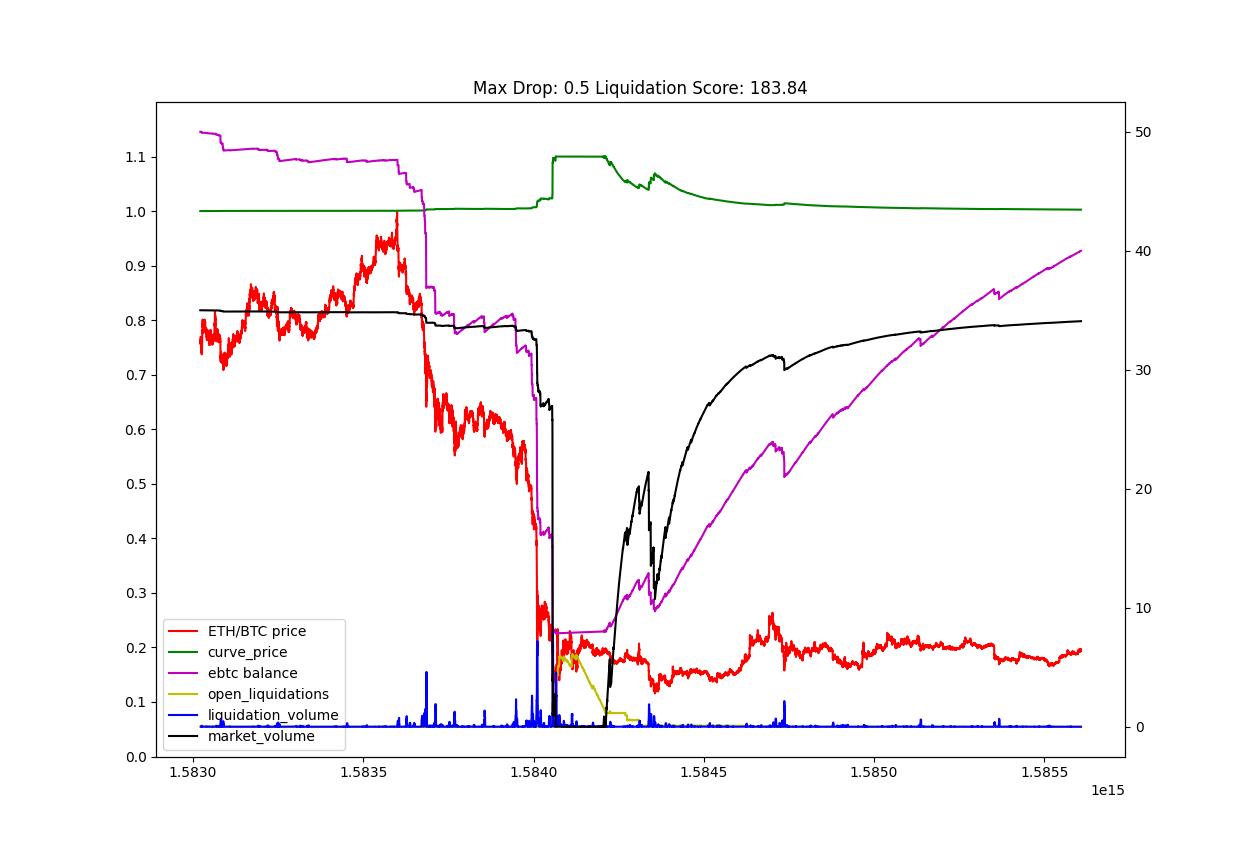 Max Drop: 0.5 Liquidation Score: 183.84
1.1
1.0
0.9
0.8
0.7
0.6
0.5
0.4
0.3
0.2
0.1
0.0
50
40
30
20
10
0
ETH/BTC price
curve_price
ebtc balance
open_liquidations
liquidation_volume
market_volume
1.5830 1.5835 1.5840 1.5845 1.5850 1.5855
1e15